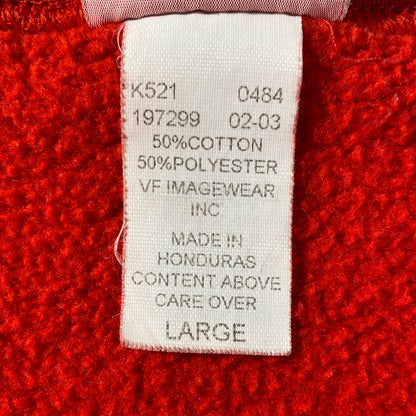 K521 0484
197299 02-03
50%COTTON
50%POLYESTER
VF IMAGEWEAR
INC.
MADE IN
HONDURAS
CONTENT ABOVE
CARE OVER
LARGE